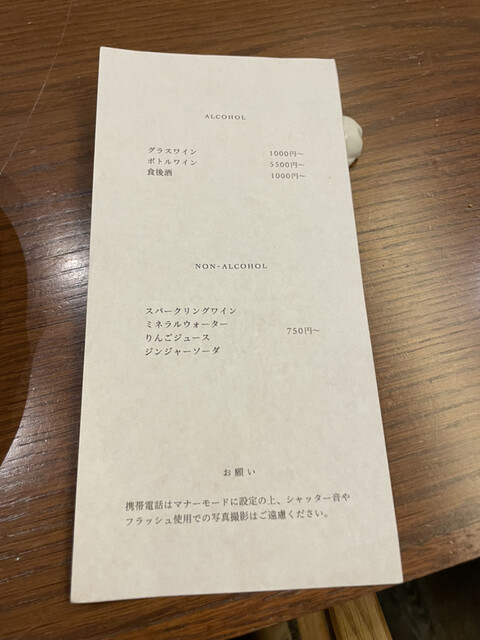 ALCOHOL
グラスワイン 1000円〜
ボトルワイン 5500円〜
食後酒 1000円〜
NON-ALCOHOL
スパークリングワイン
ミネラルウォーター
りんごジュース 750円〜
ジンジャーソーダ
お願い
携帯電話はマナーモードに設定の上、シャッター音や
フラッシュ使用での写真撮影はご遠慮ください。